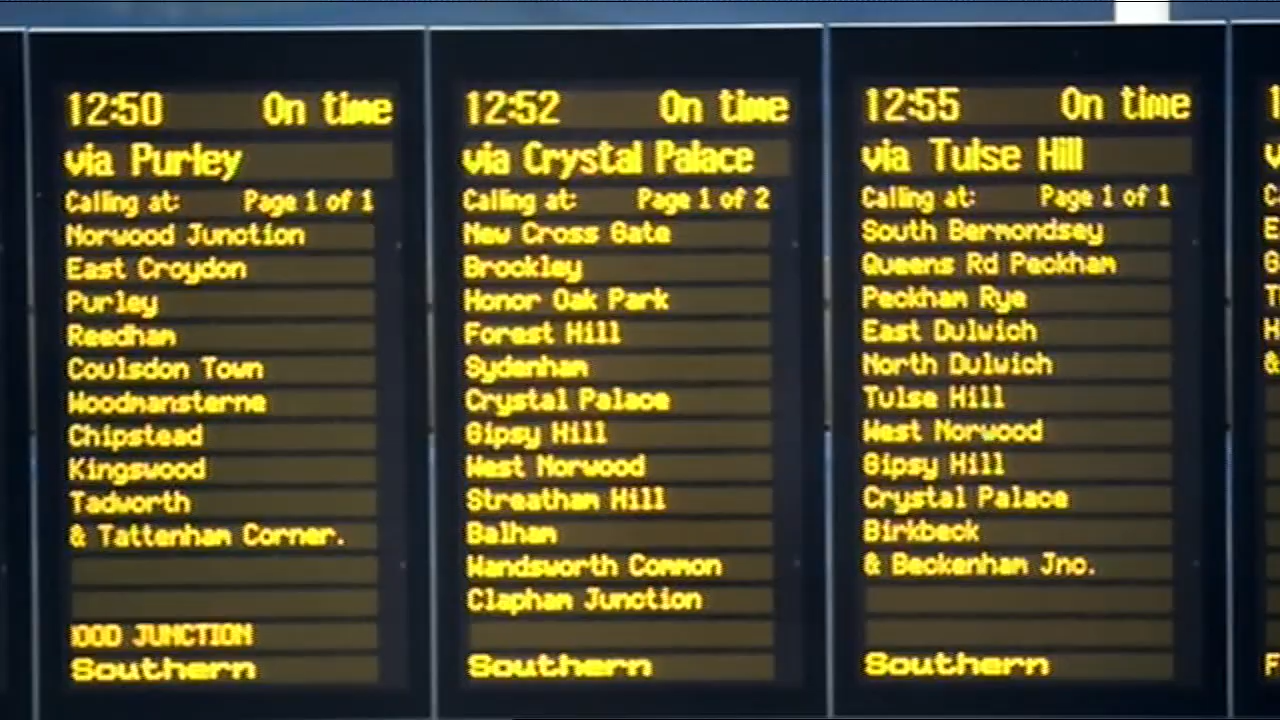 12:50 On time
via Purley
Calling at: Page 1 of 1
Norwood Junction
East Croydon
Purley
Reedham
Coulsdon Town
Woodmansterne
Chipstead
Kingswood
Tadworth
& Tattenham Corner.
OOD JUNCTION
Southern
12:52 On time
via Crystal Palace
Calling at: Page 1 of 2
New Cross Gate
Brockley
Honor Oak Park
Forest Hill
Sydenham
Crystal Palace
Gipsy Hill
West Norwood
Streatham Hill
Balham
Wandsworth Common
Clapham Junction
Southern
12:55 On time
via Tulse Hill
Calling at: Page 1 of 1
South Bermondsey
Queens Rd Peckham
Peckham Rye
East Dulwich
North Dulwich
Tulse Hill
West Norwood
Gipsy Hill
Crystal Palace
Birkbeck
& Beckenham Jno.
Southern